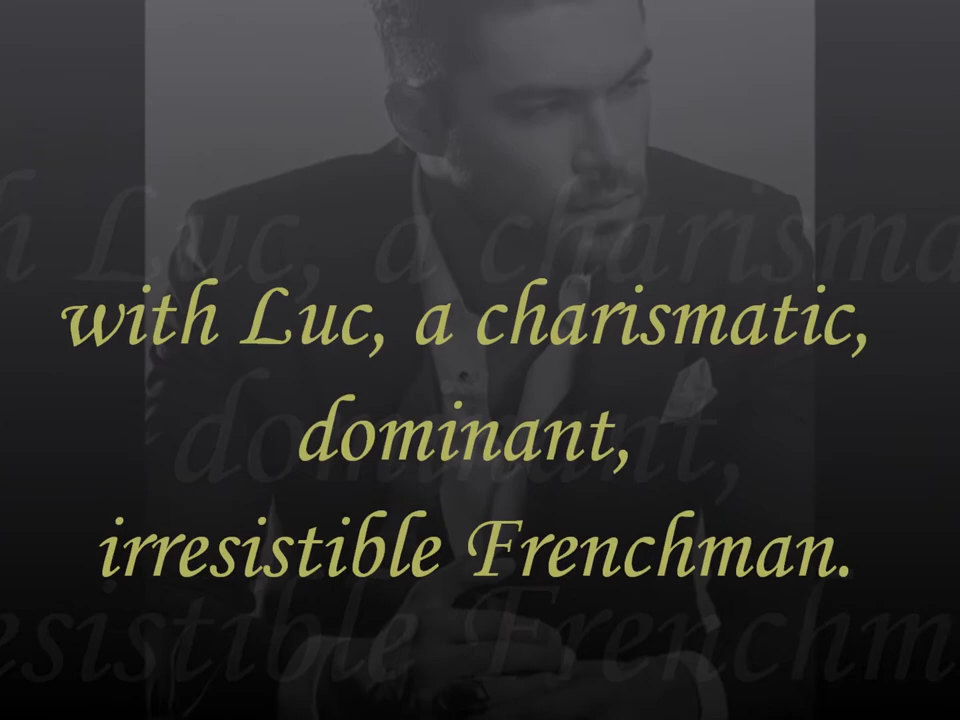 with Luc, a charismatic,
dominant,
irresistible Frenchman.